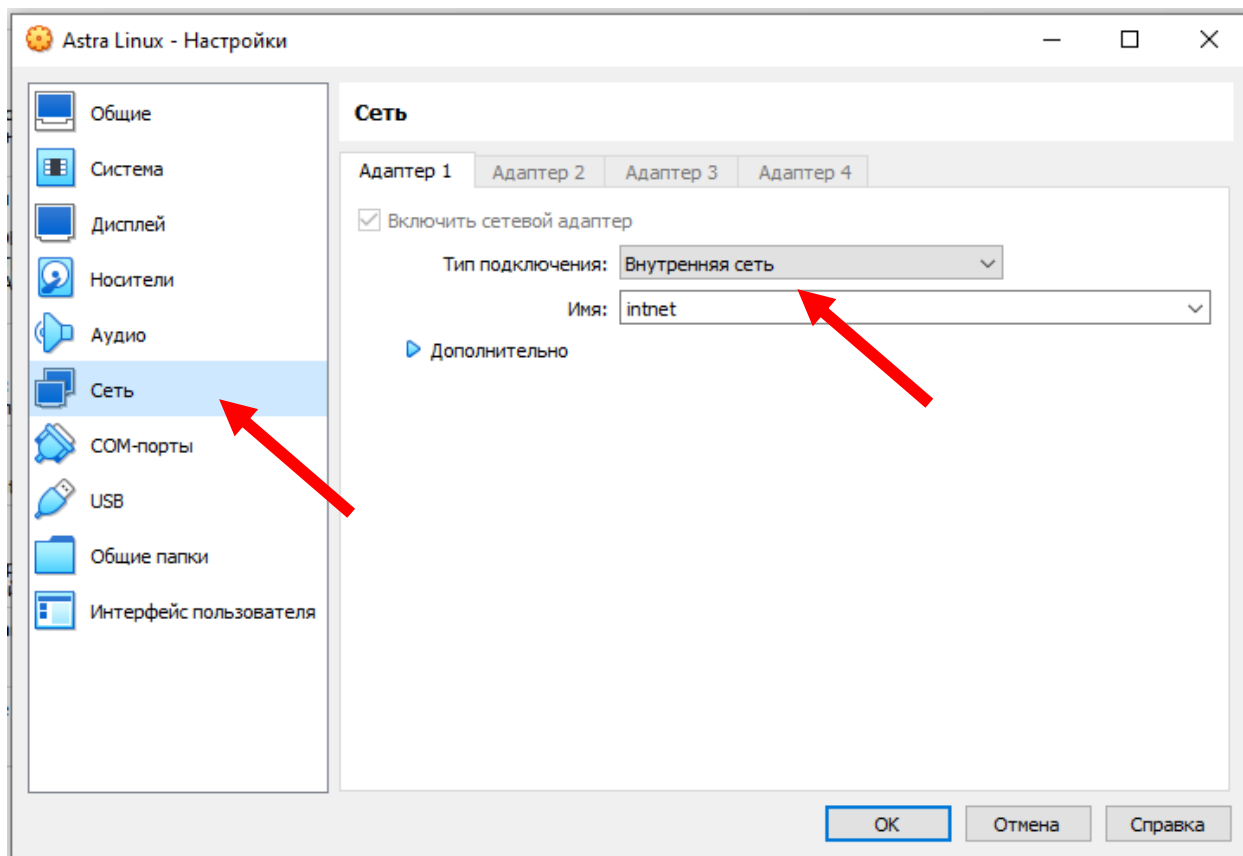 Astra Linux - Настройки
Общие
Система
Дисплей
Носители
Аудио
Сеть
COM-порты
USB
Общие папки
Интерфейс пользователя
Сеть
Адаптер 1 Адаптер 2 Адаптер 3 Адаптер 4
Включить сетевой адаптер
Тип подключения: Внутренняя сеть
Имя: intnet
Дополнительно
OK Отмена Справка